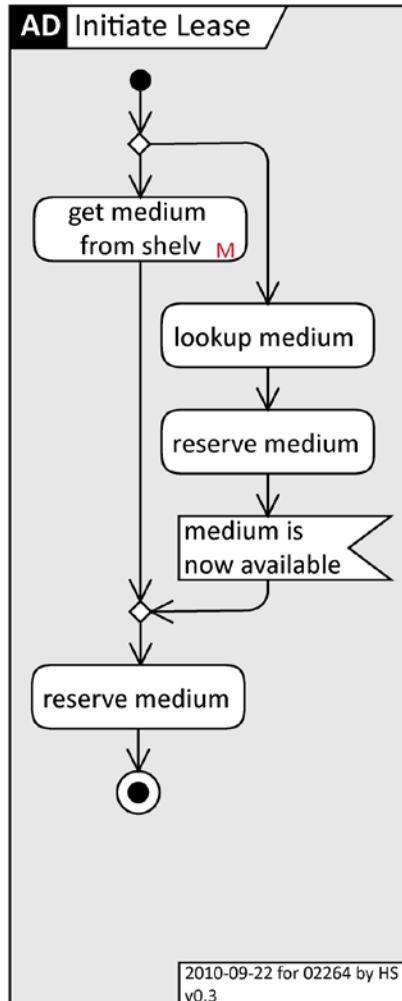 AD Initiate Lease
get medium
from shelv M
lookup medium
reserve medium
medium is
now available
reserve medium
2010-09-22 for 02264 by HS
v0.3